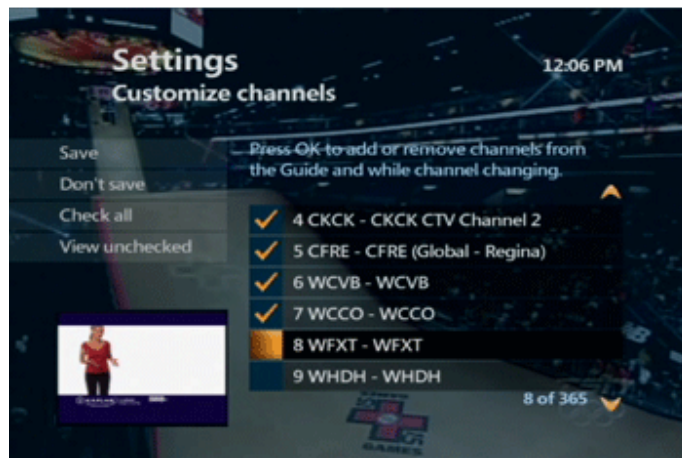 Settings
12:06 PM
Customize channels
Save
Don't save
Check all
View unchecked
Press OK to add or remove channels from
the Guide and while channel changing.
4 CKCK - CKCK CTV Channel 2
5 CFRE - CFRE (Global - Regina)
6 WCVB - WCVB
7 WCCO - WCCO
8 WFXT - WFXT
9 WHDH - WHDH
8 of 365
GAMES